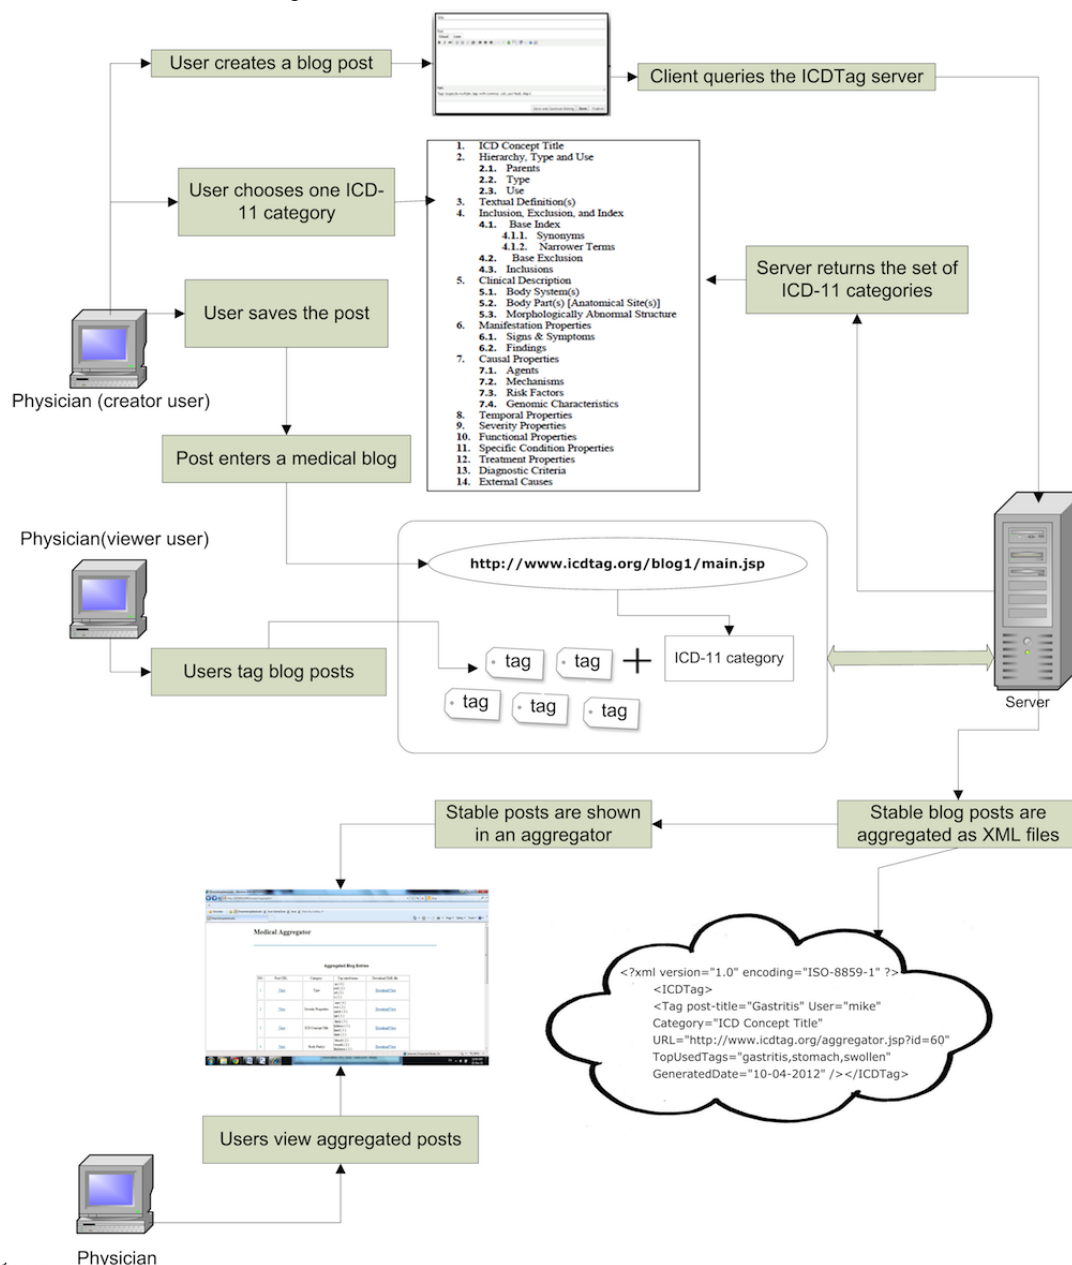 User creates a blog post
Client queries the ICDTag server
User chooses one ICD-
11 category
1. ICD Concept Title
2. Hierarchy, Type and Use
2.1. Parents
2.2. Type
2.3. Use
3. Textual Definition(s)
4. Inclusion, Exclusion, and Index
4.1. Base Index
4.1.1. Synonyms
4.1.2. Narrower Terms
4.2. Base Exclusion
4.3. Inclusions
5. Clinical Description
5.1. Body System(s)
5.2. Body Part(s) [Anatomical Site(s)]
5.3. Morphologically Abnormal Structure
6. Manifestation Properties
6.1. Signs & Symptoms
6.2. Findings
7. Causal Properties
7.1. Agents
7.2. Mechanisms
7.3. Risk Factors
7.4. Genomic Characteristics
8. Temporal Properties
9. Severity Properties
10. Functional Properties
11. Specific Condition Properties
12. Treatment Properties
13. Diagnostic Criteria
14. External Causes
Server returns the set of
ICD-11 categories
User saves the post
Physician (creator user)
Post enters a medical blog
Physician(viewer user)
http://www.icdtag.org/blog1/main.jsp
Users tag blog posts
tag
tag
+
ICD-11 category
tag
tag
tag
Server
Stable posts are shown
in an aggregator
Stable blog posts are
aggregated as XML files
Medical Aggregator
Aggregated Blog Entries
<?xml version="1.0" encoding="ISO-8859-1" ?>
<ICDTag>
<Tag post-title="Gastritis" User="mike"
Category="ICD Concept Title"
URL="http://www.icdtag.org/aggregator.jsp?id=60"
TopUsedTags="gastritis,stomach,swollen"
GeneratedDate="10-04-2012" /></ICDTag>
Users view aggregated posts
Physician